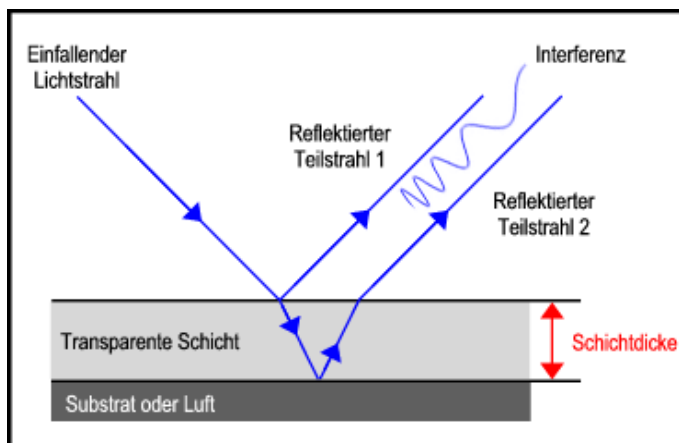 Einfallender
Lichtstrahl
Interferenz
Reflektierter
Teilstrahl 1
Reflektierter
Teilstrahl 2
Transparente Schicht
Schichtdicke
Substrat oder Luft